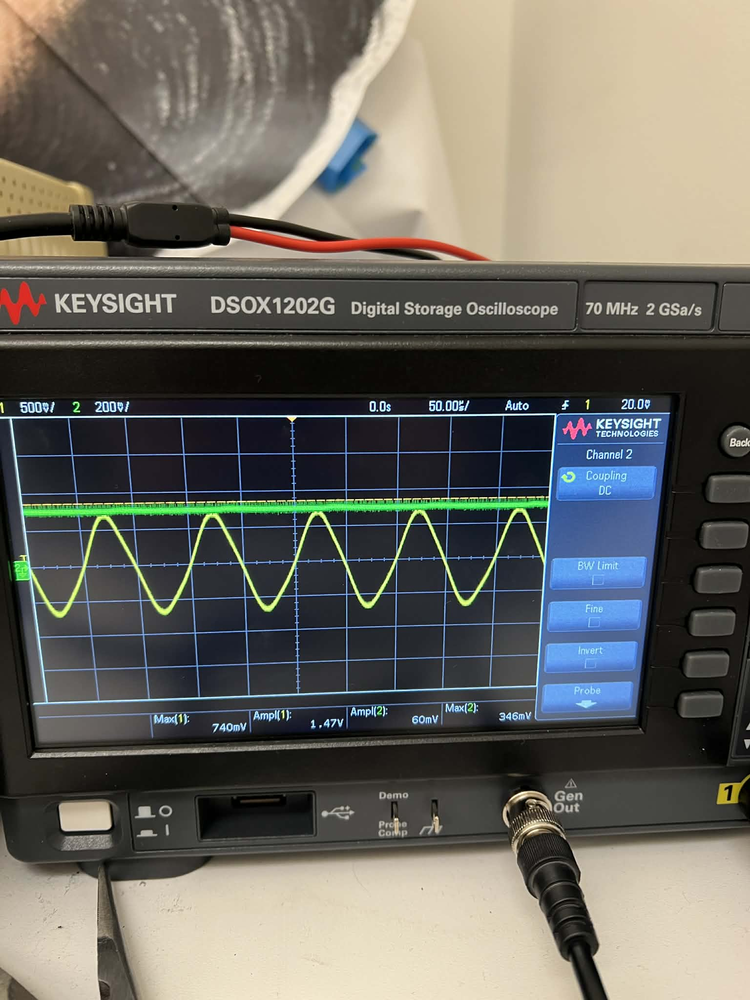 KEYSIGHT DSOX1202G Digital Storage Oscilloscope 70 MHz 2 GSa/s
1 500mV/ 2 200mV/ 0.0s 50.00us/ Auto 1 20.0mV
KEYSIGHT
TECHNOLOGIES
Channel 2
Coupling
DC
BW Limit
Fine
Invert
Probe
T
2
Max(1):
740mV
Ampl(1):
1.47V
Ampl(2):
60mV
Max(2):
346mV
Back
Demo
Probe
Comp
Gen
Out
1